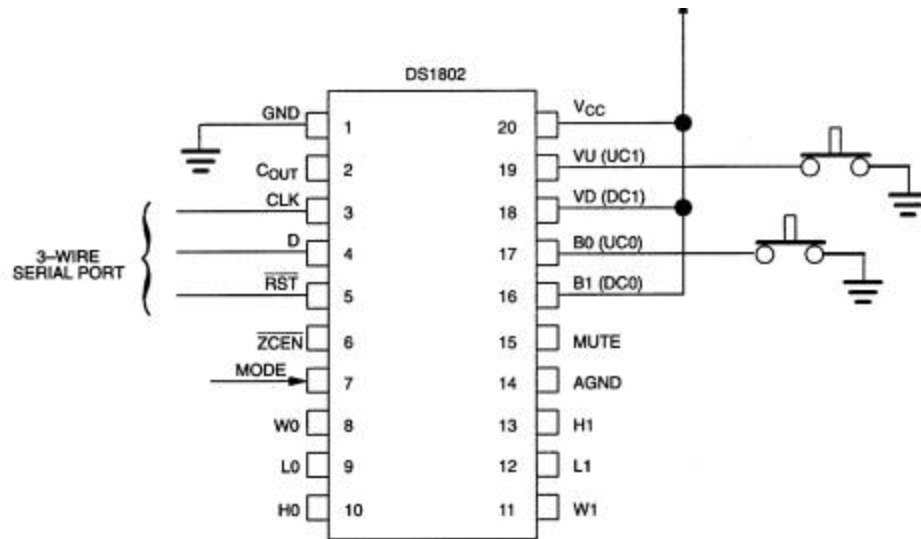 DS1802
GND
1
COUT
2
CLK
3
D
4
RST
5
ZCEN
6
MODE
7
W0
8
L0
9
H0
10
3–WIRE
SERIAL PORT
20
VCC
19
VU (UC1)
18
VD (DC1)
17
B0 (UC0)
16
B1 (DC0)
15
MUTE
14
AGND
13
H1
12
L1
11
W1